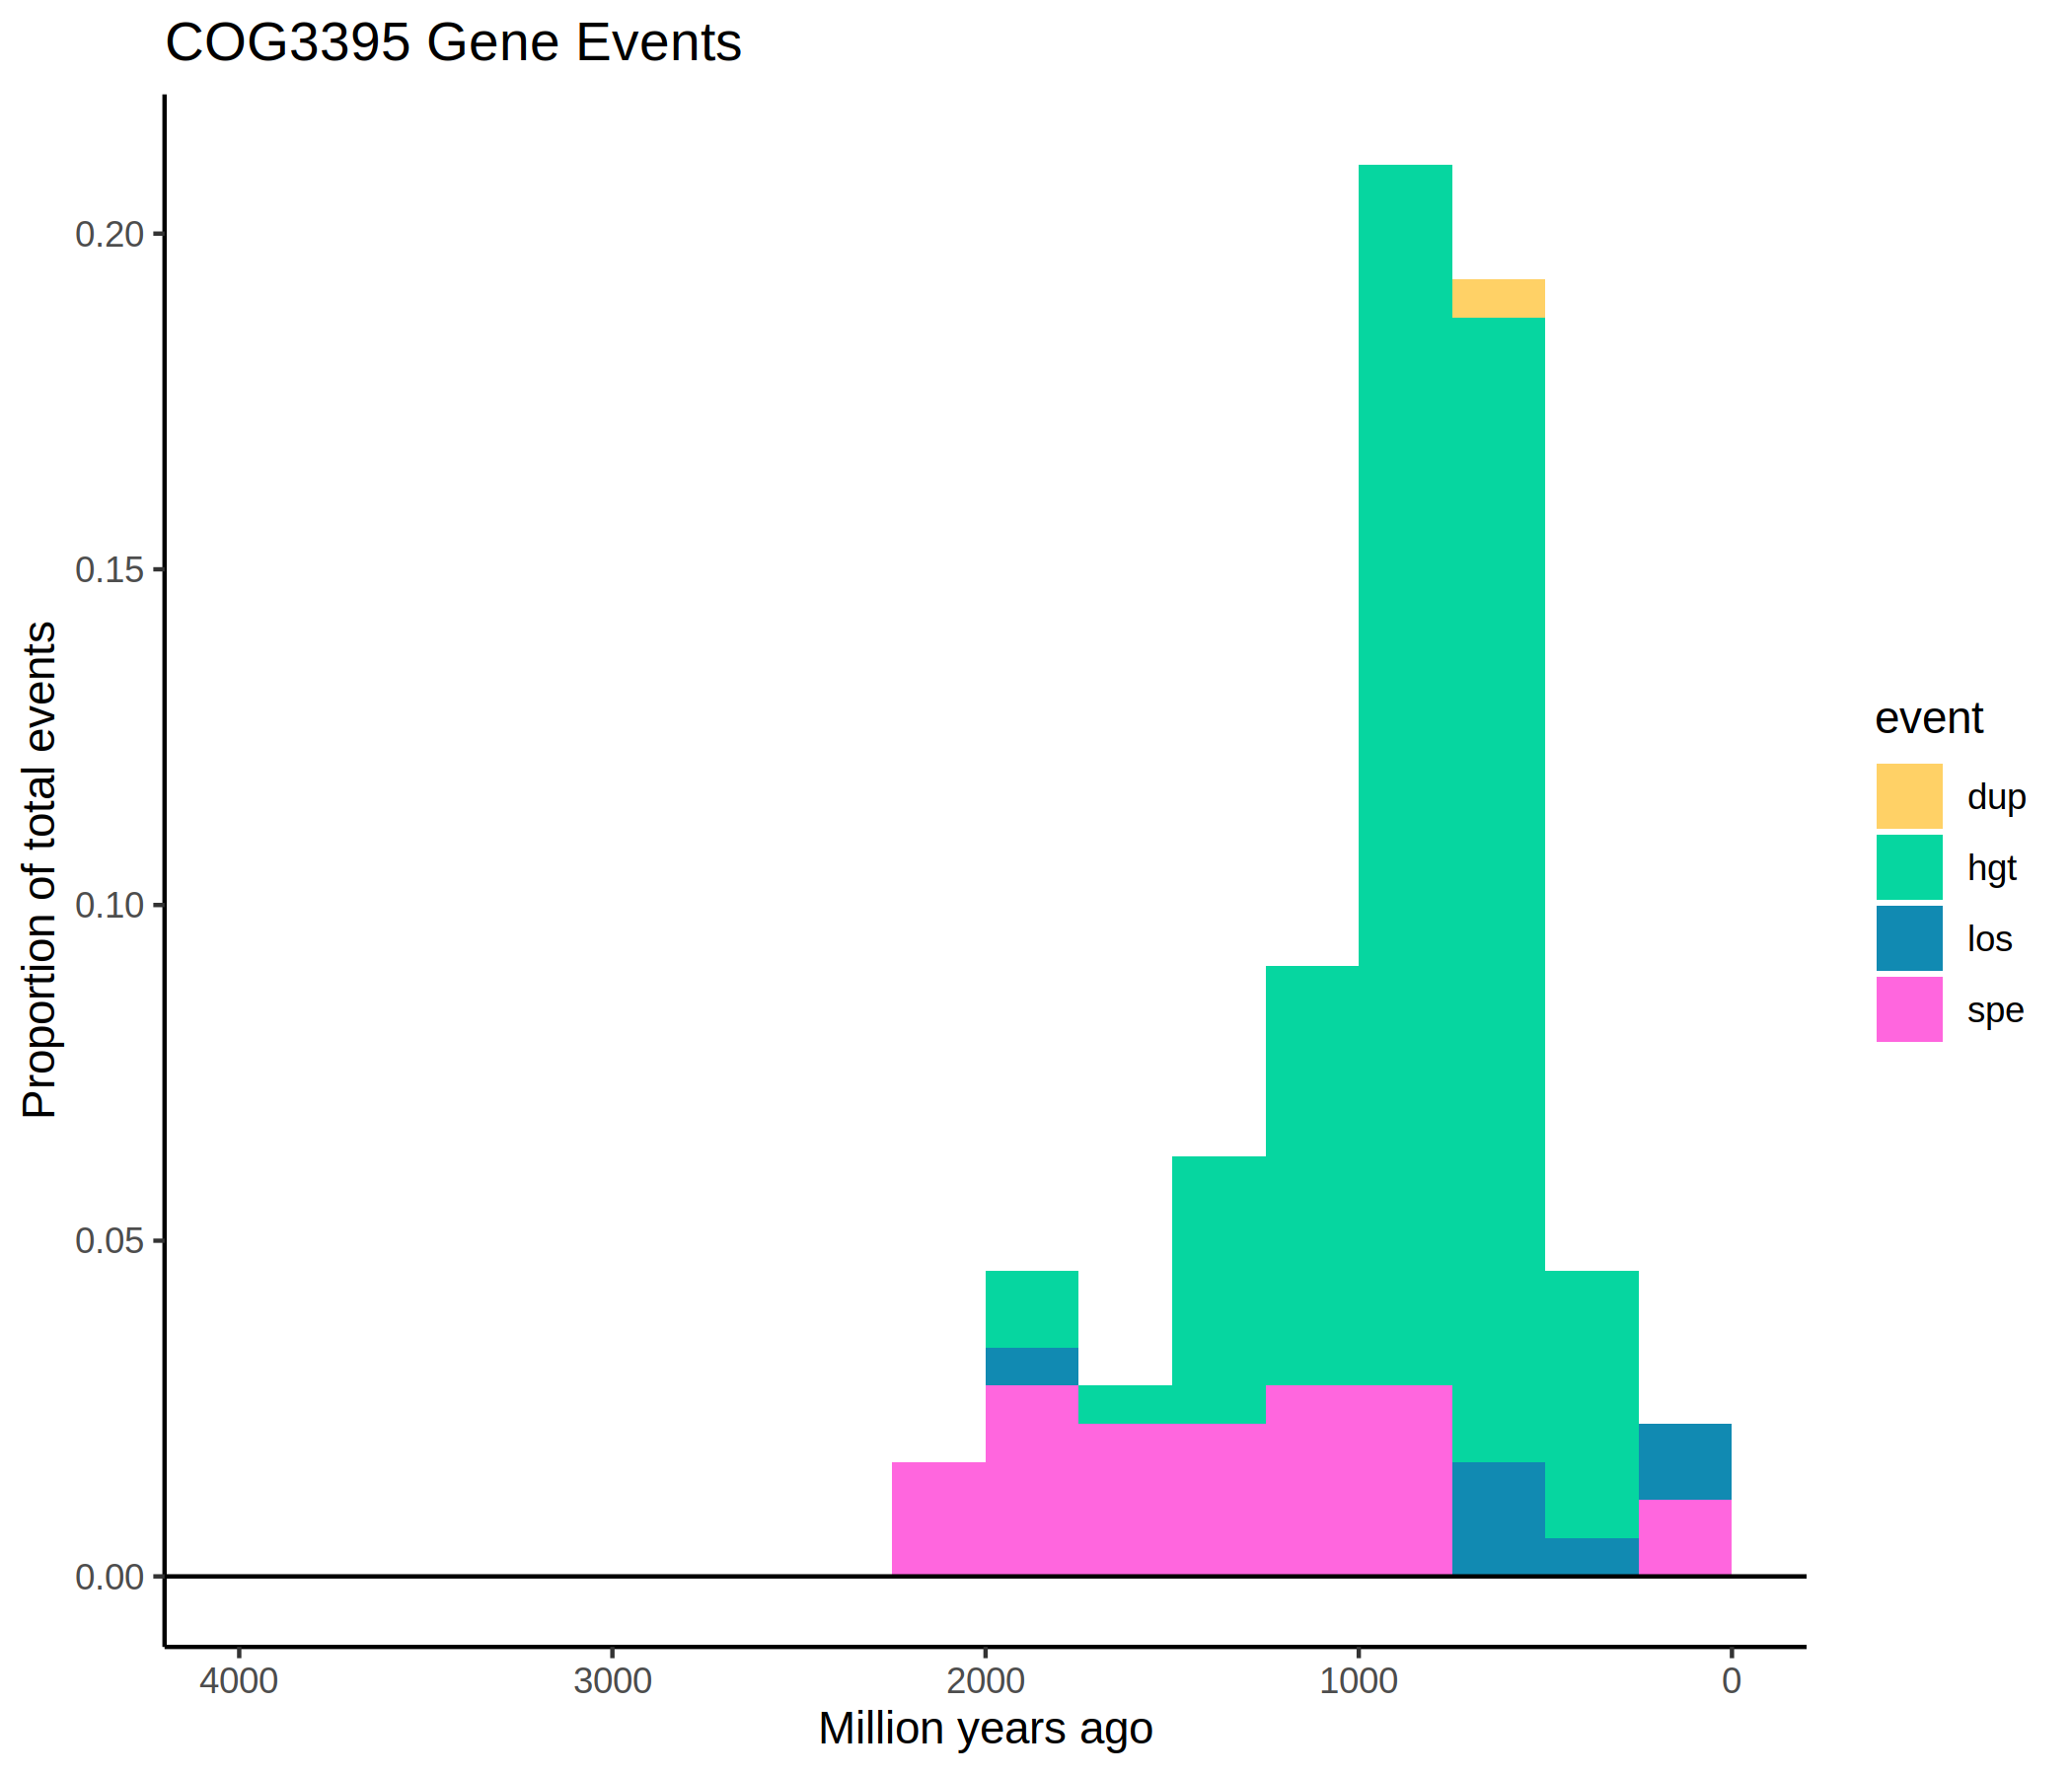 COG3395 Gene Events
Proportion of total events
0.20
0.15
0.10
0.05
0.00
4000
3000
2000
1000
0
Million years ago
event
dup
hgt
los
spe